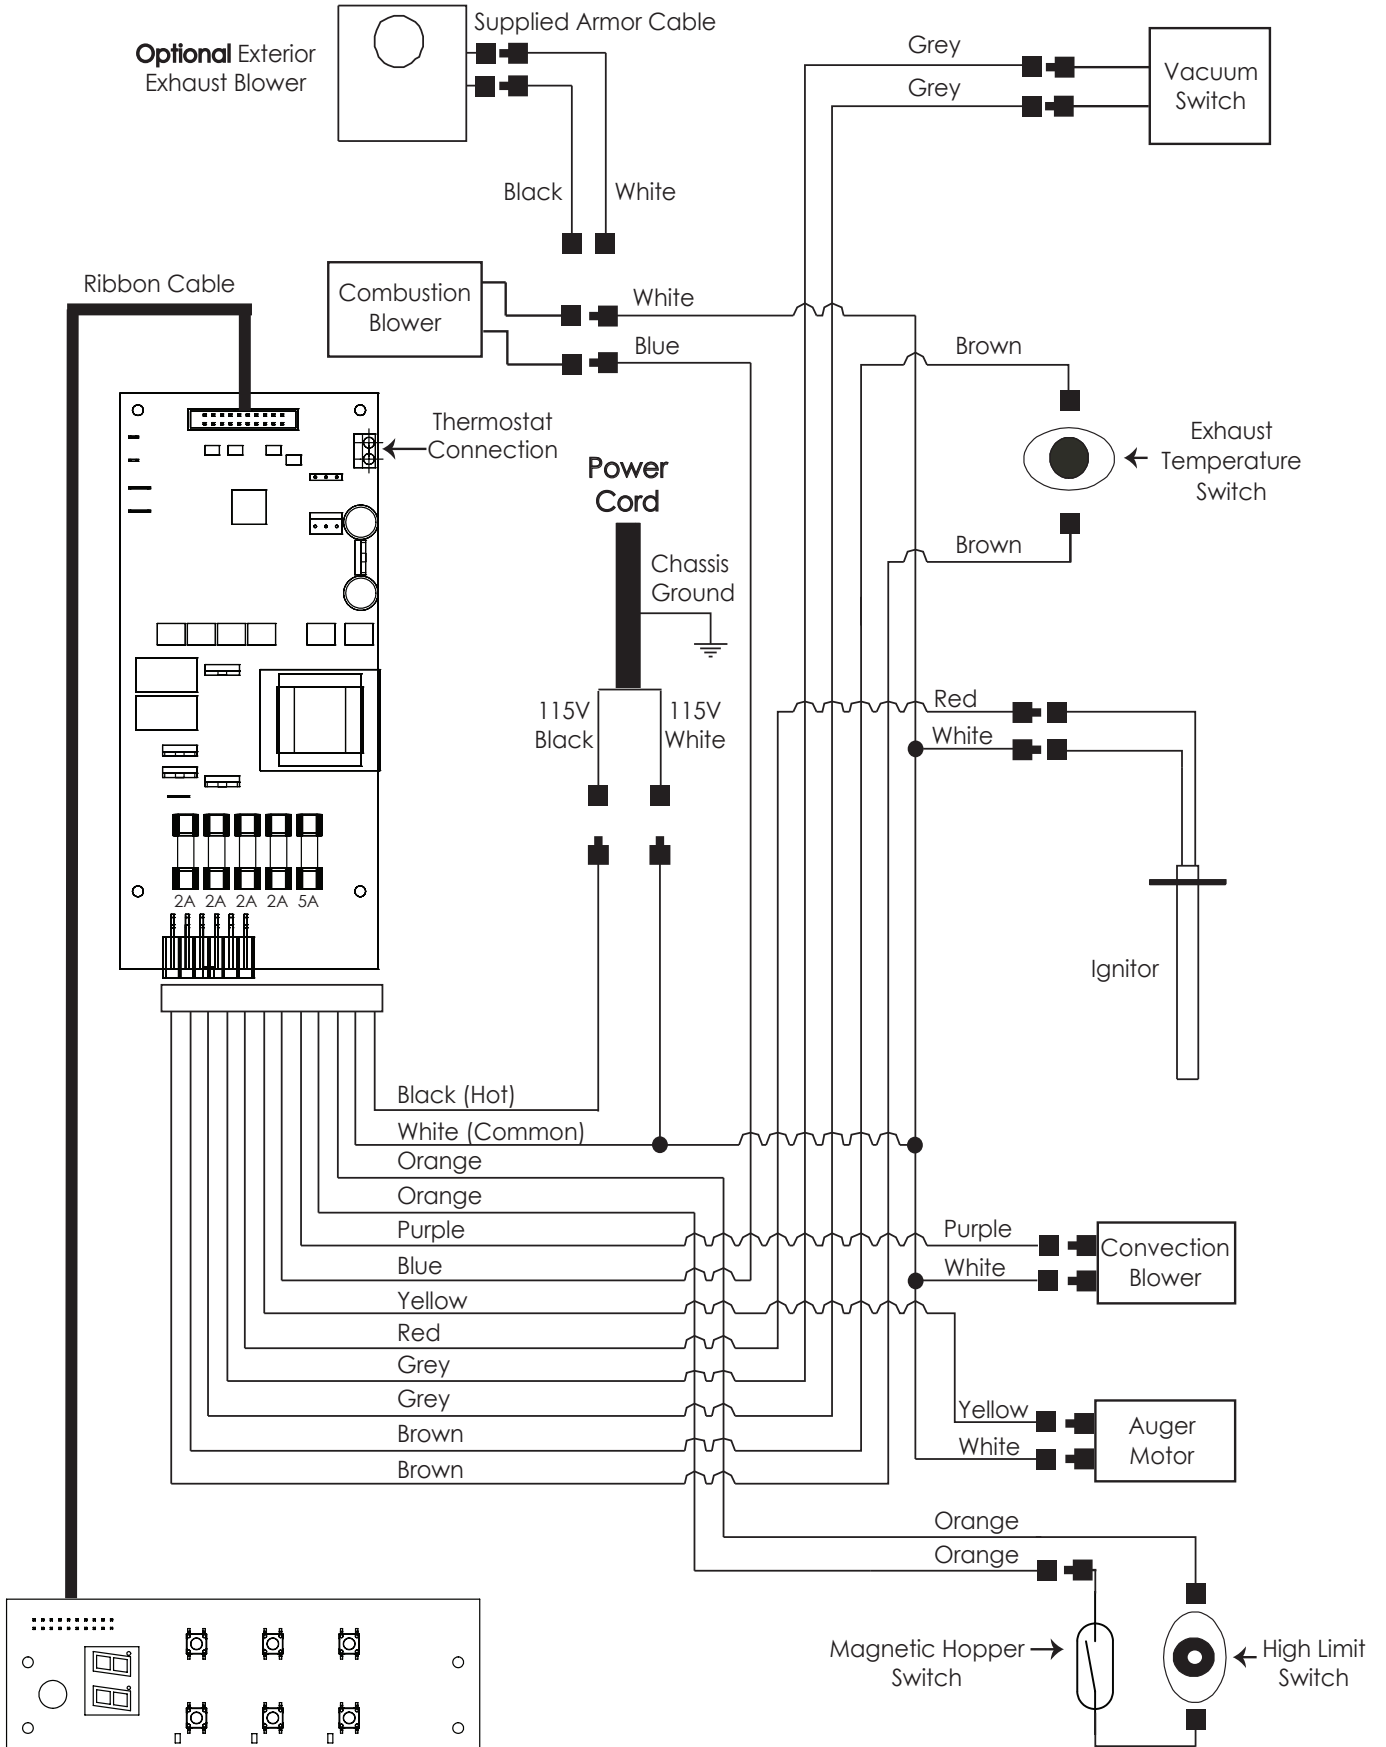 Supplied Armor Cable
Optional Exterior
Exhaust Blower
Grey
Grey
Vacuum
Switch
Black
White
Ribbon Cable
Combustion
Blower
White
Blue
Brown
Thermostat
Connection
Exhaust
Temperature
Switch
Power
Cord
Brown
Chassis
Ground
115V
Black
115V
White
Red
White
2A 2A 2A 2A 5A
Ignitor
Black (Hot)
White (Common)
Orange
Orange
Purple
Blue
Yellow
Red
Grey
Grey
Brown
Brown
Purple
White
Convection
Blower
Yellow
White
Auger
Motor
Orange
Orange
Magnetic Hopper
Switch
High Limit
Switch